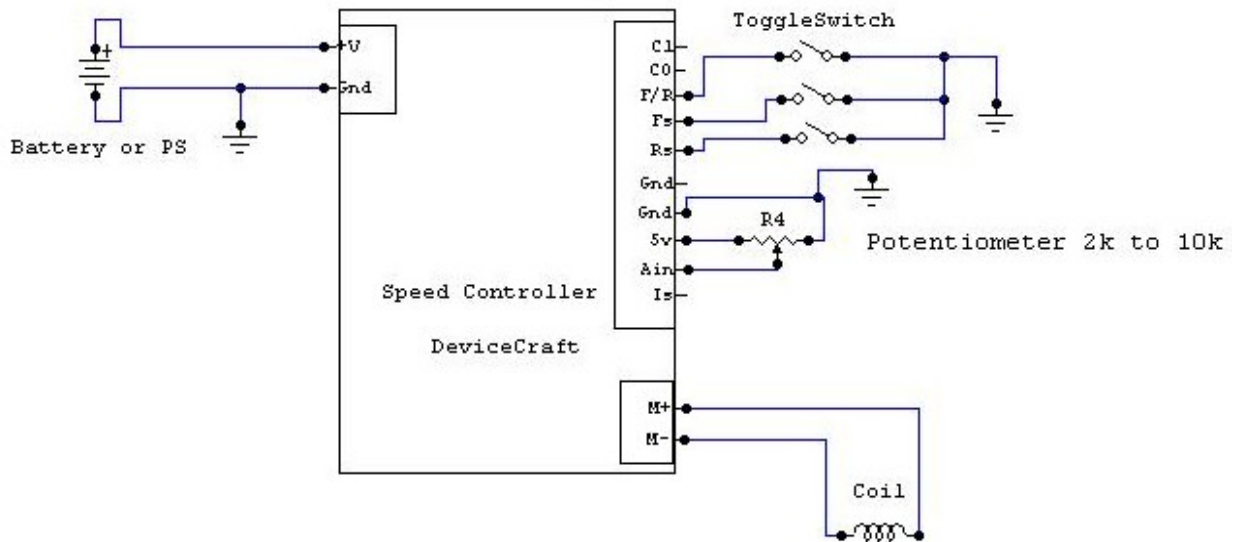 ToggleSwitch
+
+V
Gnd
Battery or PS
C1
C0
F/R
Fs
Rs
Gnd
Gnd
R4
5v
Potentiometer 2k to 10k
Ain
Is
Speed Controller
DeviceCraft
M+
M-
Coil